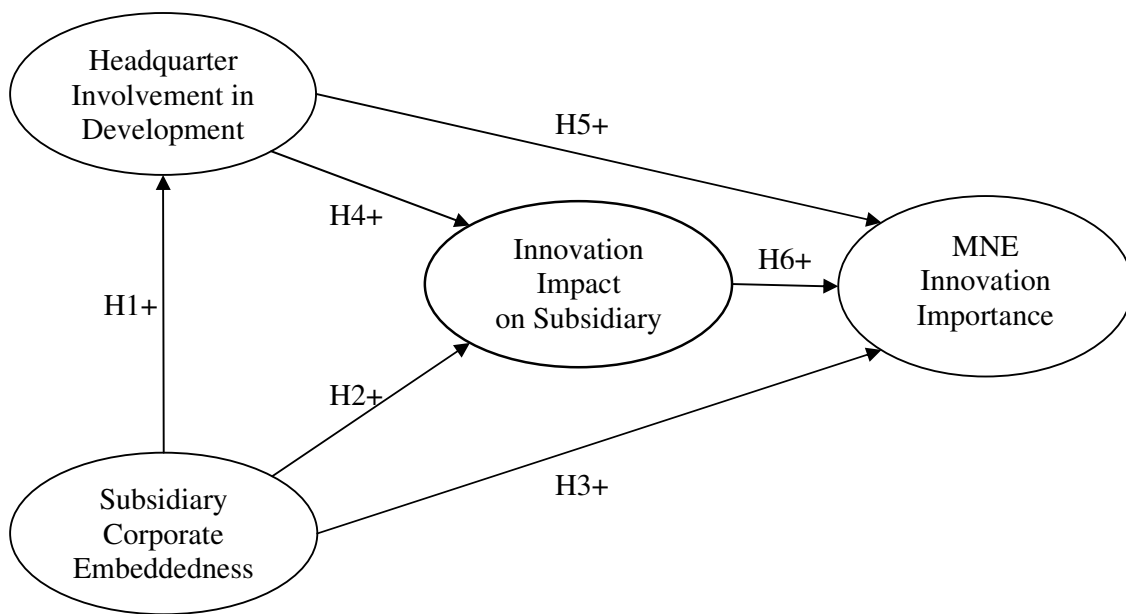 Headquarter
Involvement in
Development
H5+
H4+
Innovation
Impact
on Subsidiary
H6+
MNE
Innovation
Importance
H1+
H2+
H3+
Subsidiary
Corporate
Embeddedness